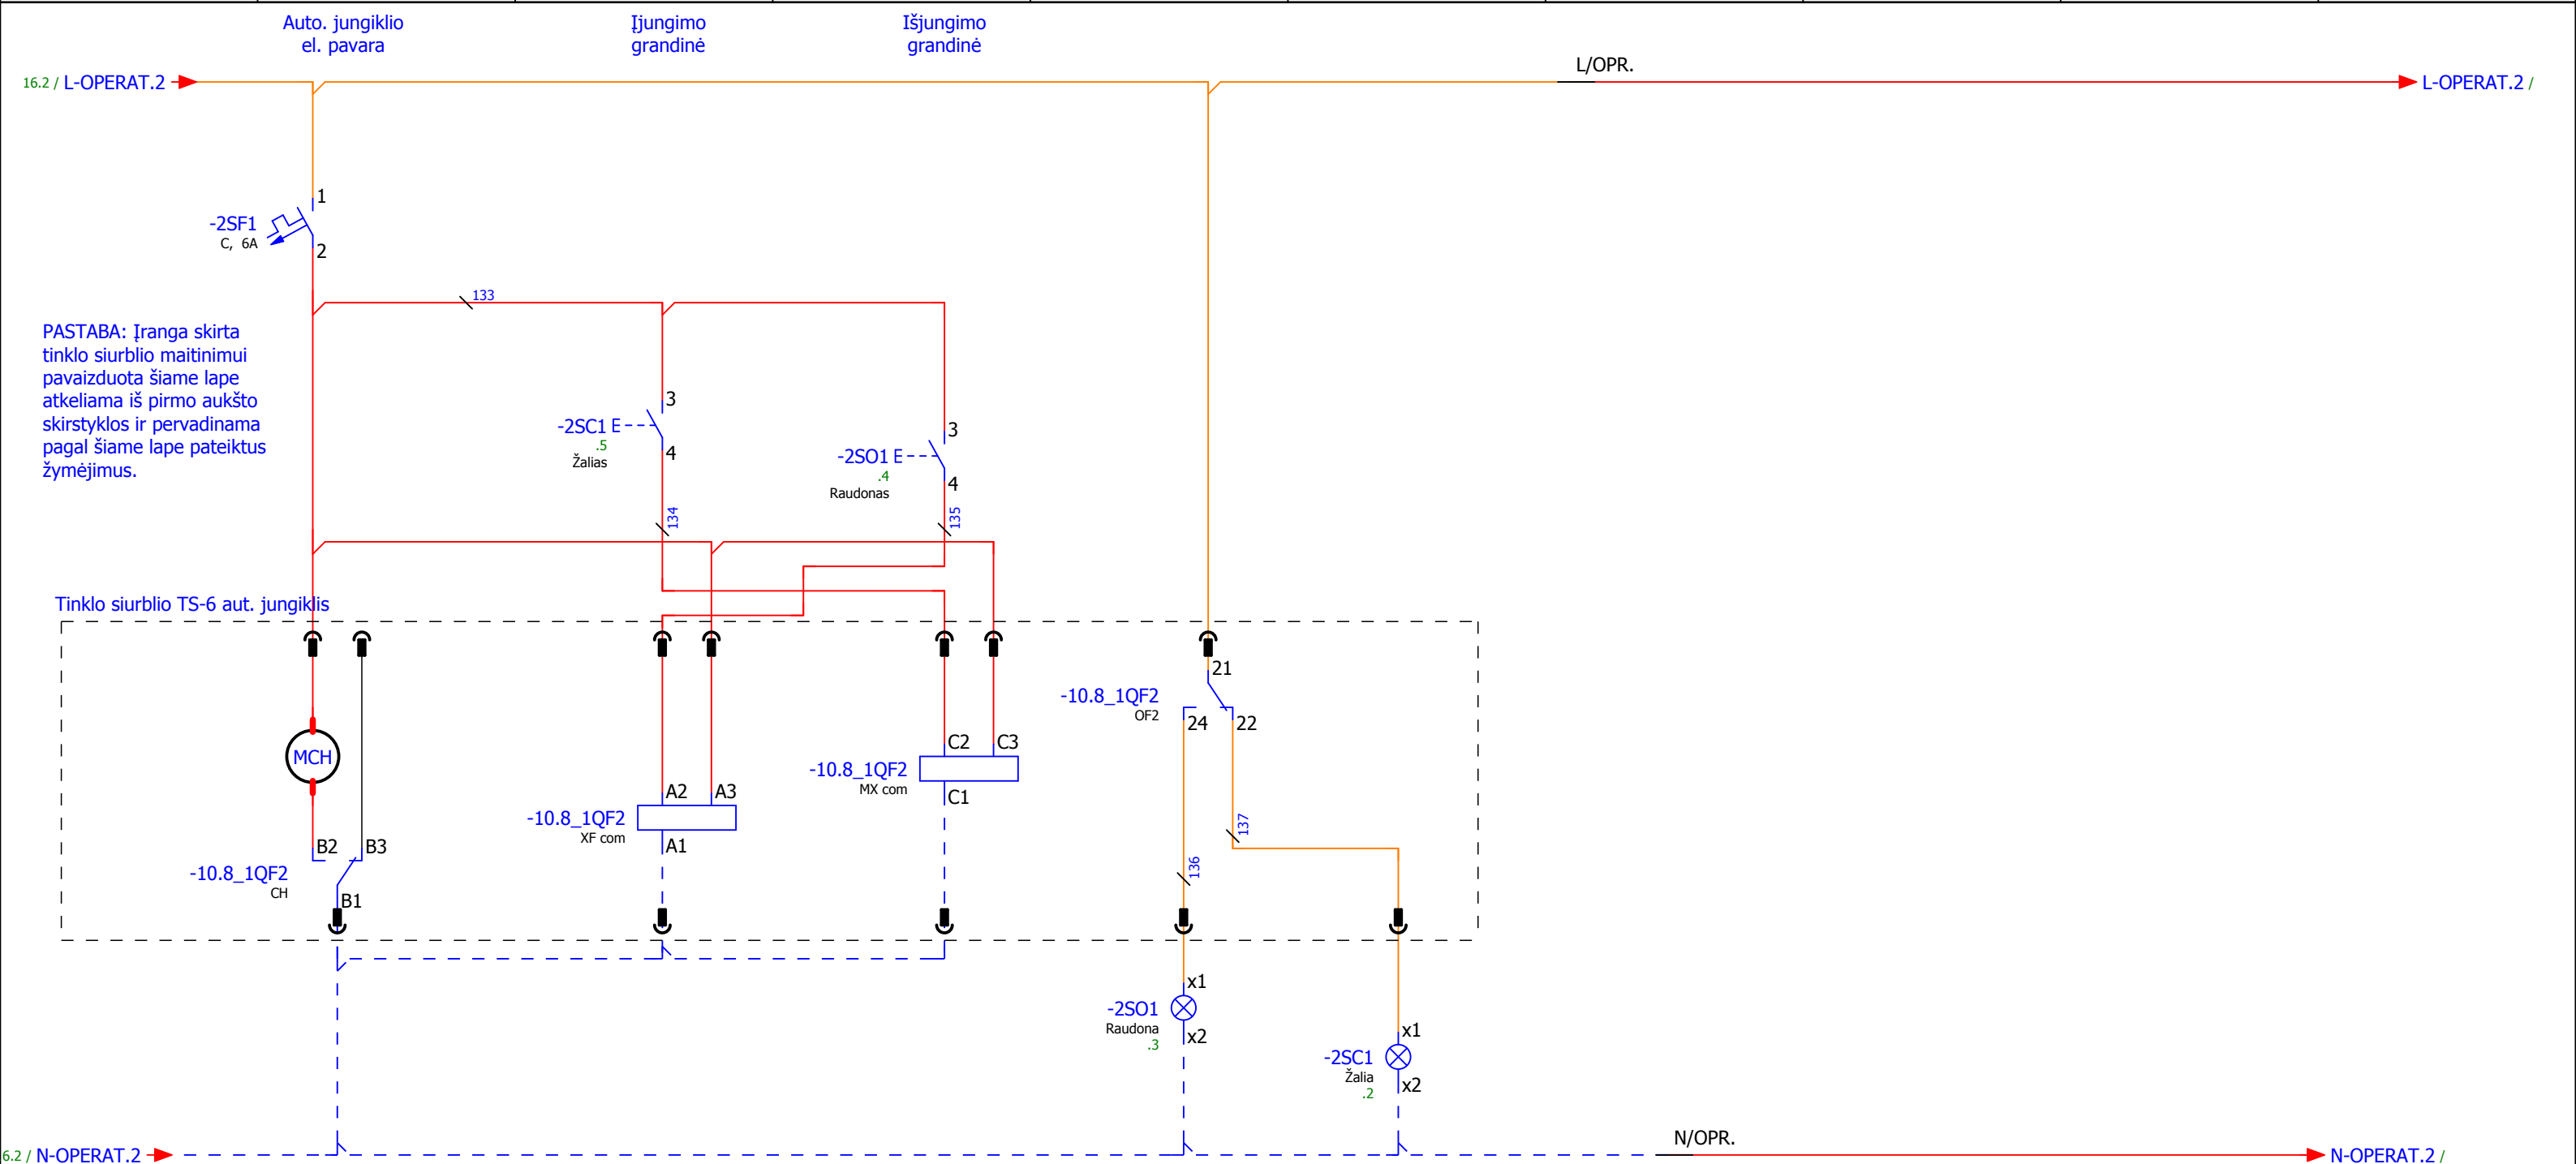 Auto. jungiklio
el. pavara
Įjungimo
grandinė
Išjungimo
grandinė
16.2 / L-OPERAT.2
L/OPR.
L-OPERAT.2 /
1
-2SF1
C, 6A
2
133
PASTABA: Įranga skirta
tinklo siurblio maitinimui
pavaizduota šiame lape
atkeliama iš pirmo aukšto
skirstyklos ir pervadinama
pagal šiame lape pateiktus
žymėjimus.
3
-2SC1 E
.5
Žalias
4
3
-2SO1 E
.4
Raudonas
4
134
135
Tinklo siurblio TS-6 aut. jungiklis
21
-10.8_1QF2
OF2
24
22
MCH
C2
C3
-10.8_1QF2
MX com
C1
A2
A3
-10.8_1QF2
XF com
A1
137
136
B2
B3
-10.8_1QF2
CH
B1
x1
-2SO1
Raudona
.3
x2
x1
-2SC1
Žalia
.2
x2
N/OPR.
6.2 / N-OPERAT.2
N-OPERAT.2 /